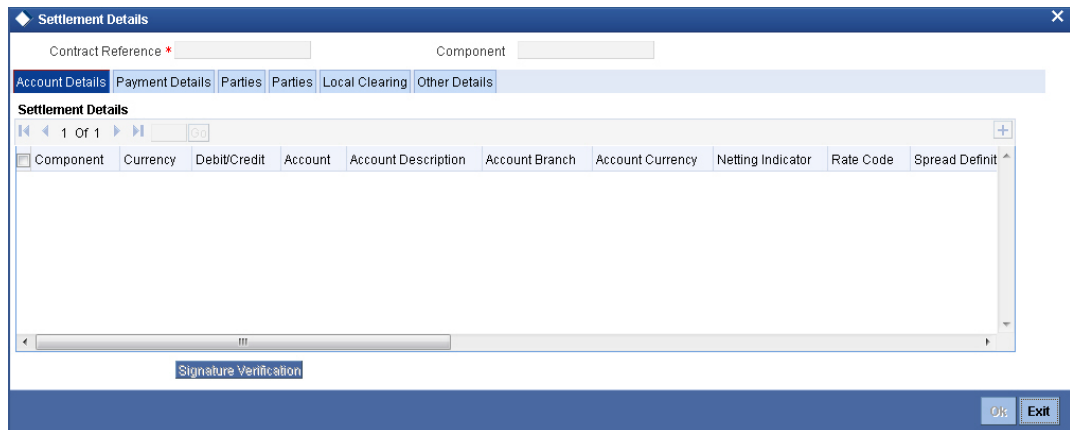 Settlement Details
Contract Reference * Component
Account Details Payment Details Parties Parties Local Clearing Other Details
Settlement Details
1 Of 1 Go
Component Currency Debit/Credit Account Account Description Account Branch Account Currency Netting Indicator Rate Code Spread Definit
Signature Verification
Ok Exit